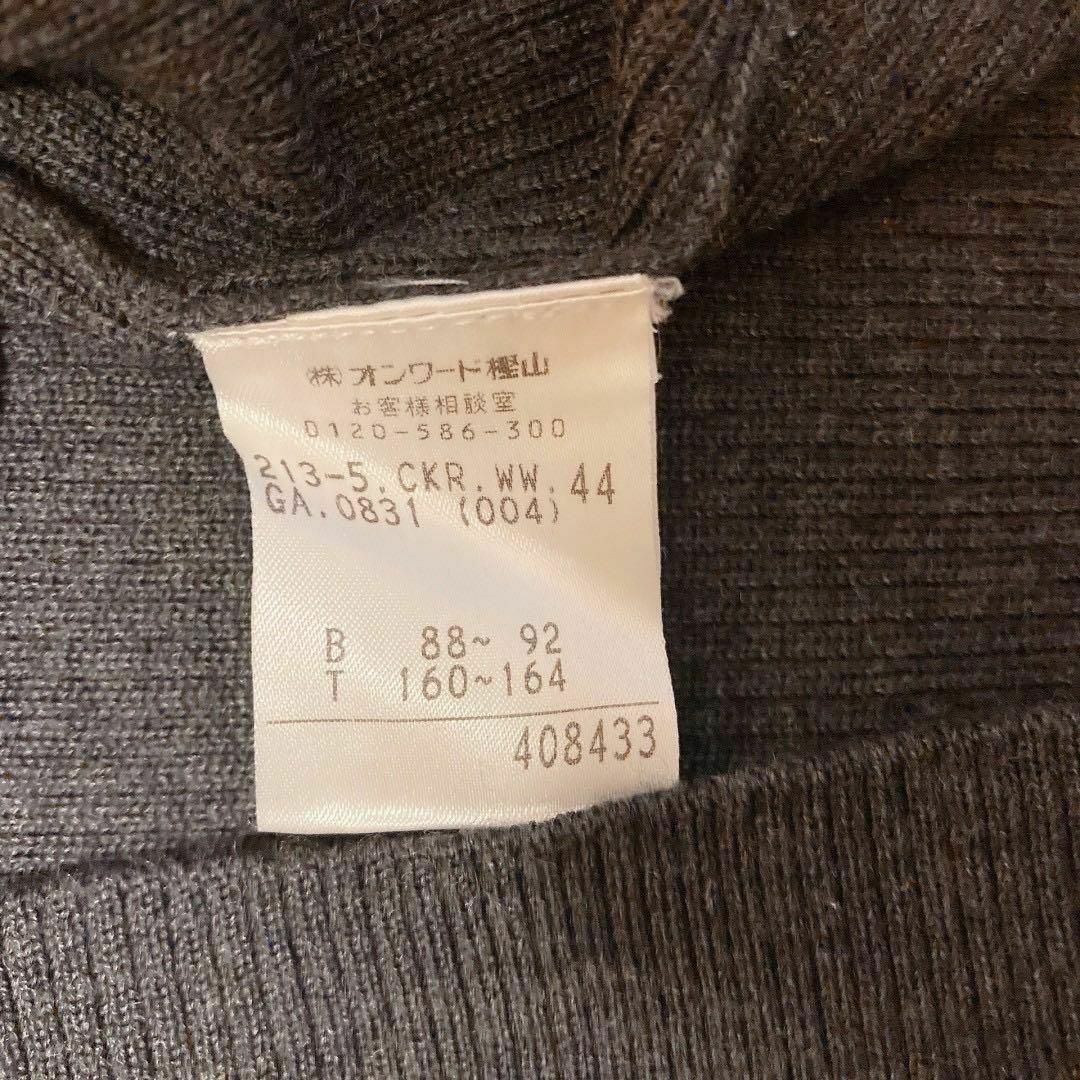 ㈱オンワード樫山
お客様相談室
0120-586-300
213-5.CKR.WW.44
GA.0831 (004)
B 88~ 92
T 160~164
408433